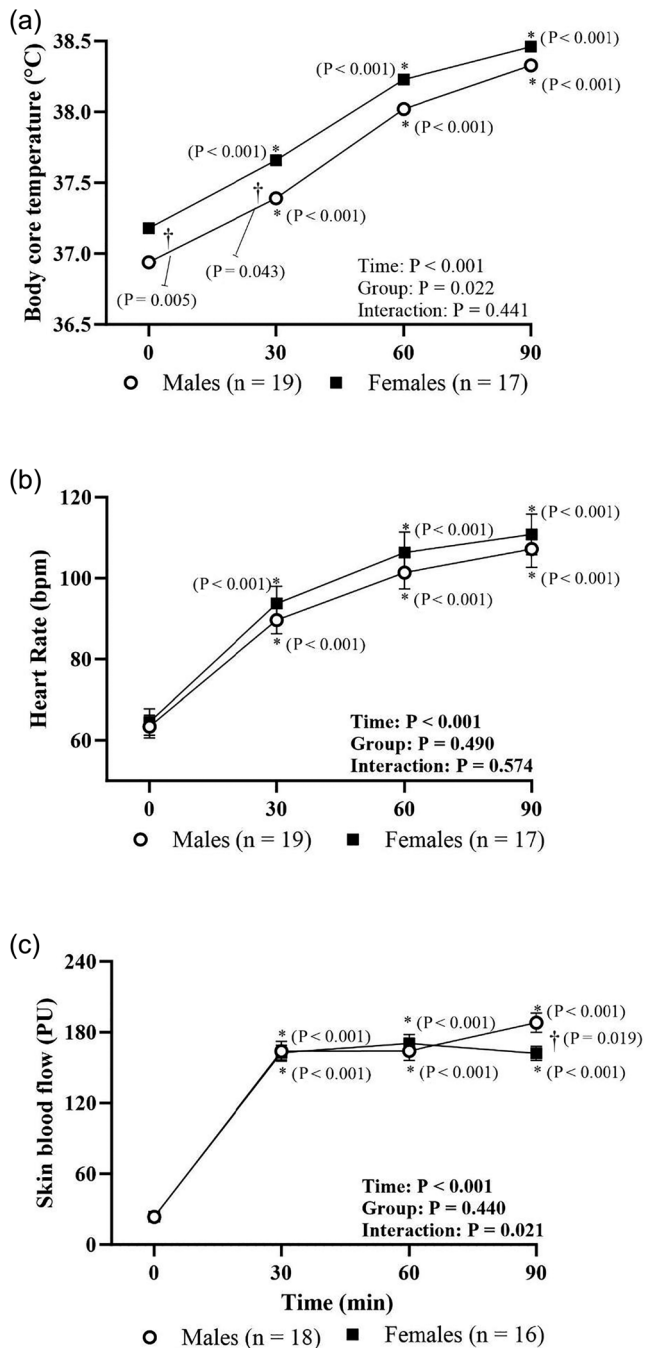 (a)
Body core temperature (°C)
38.5
38.0
37.5
37.0
36.5
* (P < 0.001)
(P < 0.001) *
* (P < 0.001)
* (P < 0.001)
(P < 0.001) *
†
* (P < 0.001)
†
(P = 0.043)
(P = 0.005)
Time: P < 0.001
Group: P = 0.022
Interaction: P = 0.441
0 30 60 90
Males (n = 19) Females (n = 17)
(b)
Heart Rate (bpm)
120
100
80
60
* (P < 0.001)
* (P < 0.001)
(P < 0.001) *
* (P < 0.001)
* (P < 0.001)
* (P < 0.001)
Time: P < 0.001
Group: P = 0.490
Interaction: P = 0.574
0 30 60 90
Males (n = 19) Females (n = 17)
(c)
Skin blood flow (PU)
240
180
120
60
0
* (P < 0.001)
* (P < 0.001)
* (P < 0.001)
† (P = 0.019)
* (P < 0.001)
* (P < 0.001)
* (P < 0.001)
Time: P < 0.001
Group: P = 0.440
Interaction: P = 0.021
0 30 60 90
Time (min)
Males (n = 18) Females (n = 16)